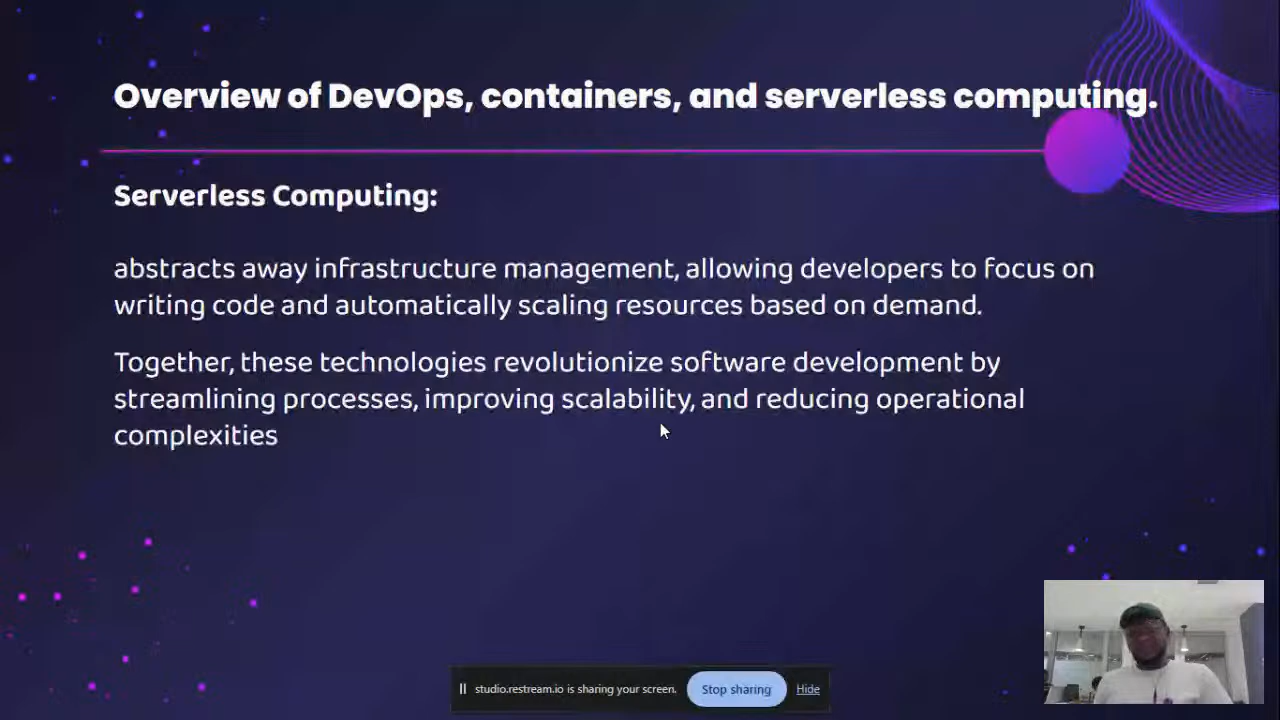 Overview of DevOps, containers, and serverless computing.
Serverless Computing:
abstracts away infrastructure management, allowing developers to focus on
writing code and automatically scaling resources based on demand.
Together, these technologies revolutionize software development by
streamlining processes, improving scalability, and reducing operational
complexities
studio.restream.io is sharing your screen. Stop sharing Hide